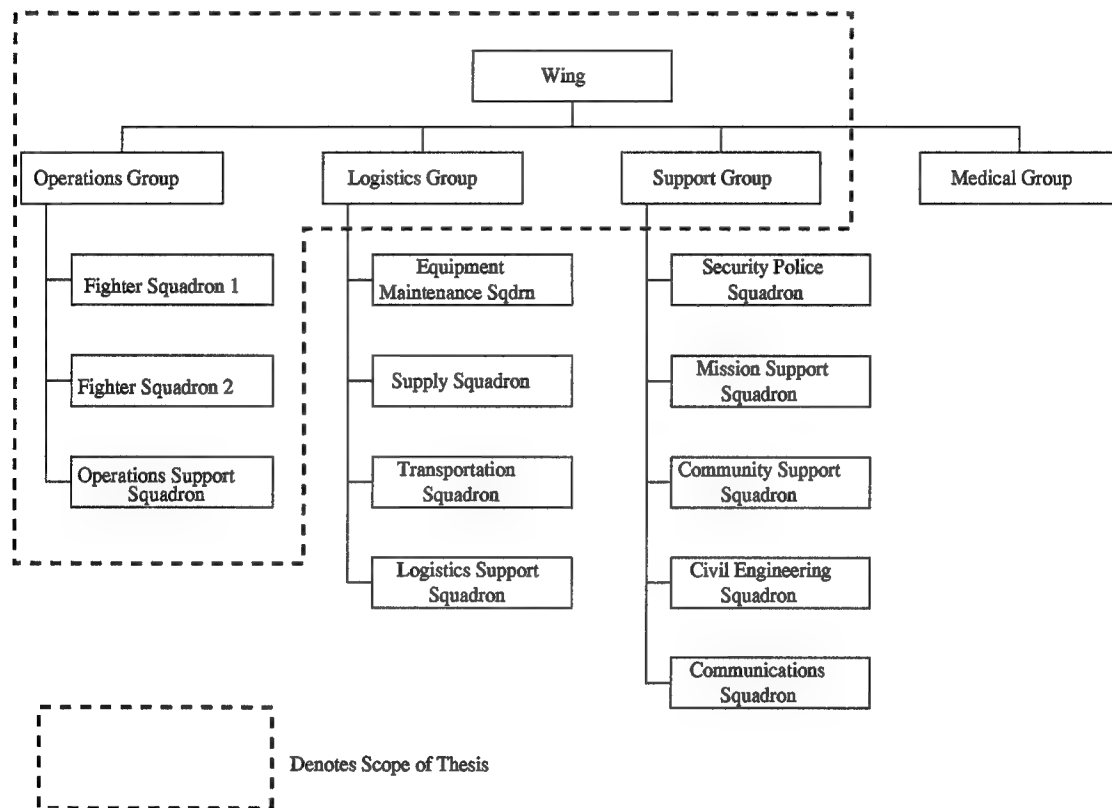 Wing
Operations Group
Logistics Group
Support Group
Medical Group
Fighter Squadron 1
Fighter Squadron 2
Operations Support
Squadron
Equipment
Maintenance Sqdrn
Supply Squadron
Transportation
Squadron
Logistics Support
Squadron
Security Police
Squadron
Mission Support
Squadron
Community Support
Squadron
Civil Engineering
Squadron
Communications
Squadron
Denotes Scope of Thesis